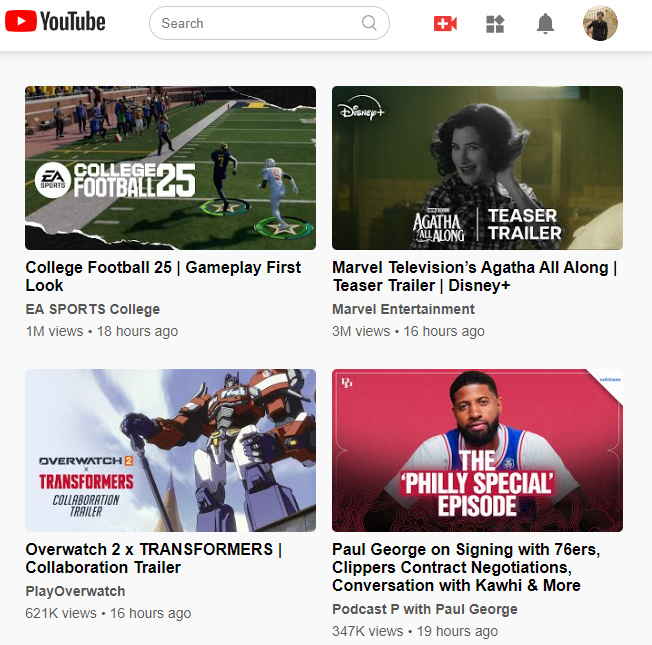 YouTube
Search
EA
SPORTS
COLLEGE
FOOTBALL 25
College Football 25 | Gameplay First
Look
EA SPORTS College
1M views • 18 hours ago
Disney+
AGATHA
ALL ALONG
TEASER
TRAILER
Marvel Television’s Agatha All Along |
Teaser Trailer | Disney+
Marvel Entertainment
3M views • 16 hours ago
OVERWATCH 2
x
TRANSFORMERS
COLLABORATION
TRAILER
Overwatch 2 x TRANSFORMERS |
Collaboration Trailer
PlayOverwatch
621K views • 16 hours ago
coinbase
THE
'PHILLY SPECIAL'
EPISODE
Paul George on Signing with 76ers,
Clippers Contract Negotiations,
Conversation with Kawhi & More
Podcast P with Paul George
347K views • 19 hours ago